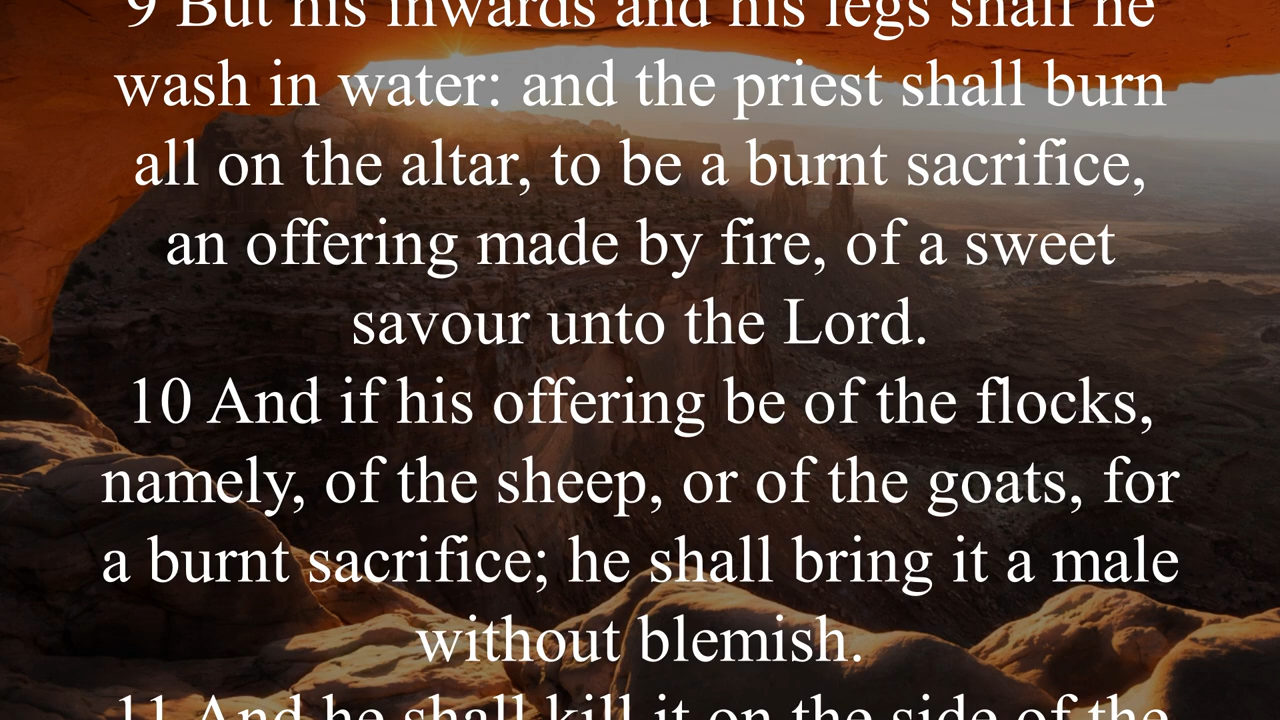 9 But his inwards and his legs shall he
wash in water: and the priest shall burn
all on the altar, to be a burnt sacrifice,
an offering made by fire, of a sweet
savour unto the Lord.
10 And if his offering be of the flocks,
namely, of the sheep, or of the goats, for
a burnt sacrifice; he shall bring it a male
without blemish.
11 And he shall kill it on the side of the